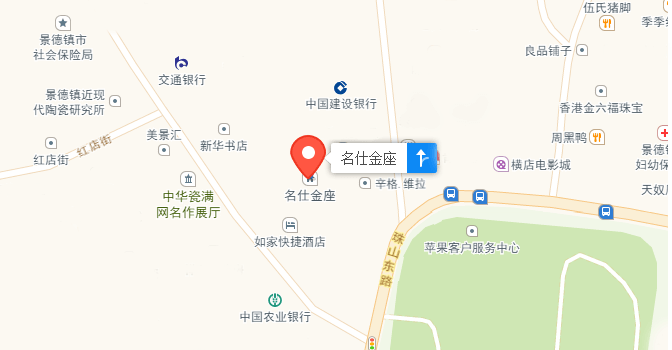 伍氏猪脚
季季红
景德镇市
社会保险局
良品铺子
交通银行
景德镇近现
代陶瓷研究所
中国建设银行
香港金六福珠宝
红店街
美景汇
新华书店
周黑鸭
红店街
名仕金座
横店电影城
景德镇
妇幼保
中华瓷满
网名作展厅
名仕金座
辛格.维拉
天奴
如家快捷酒店
珠山东路
苹果客户服务中心
中国农业银行